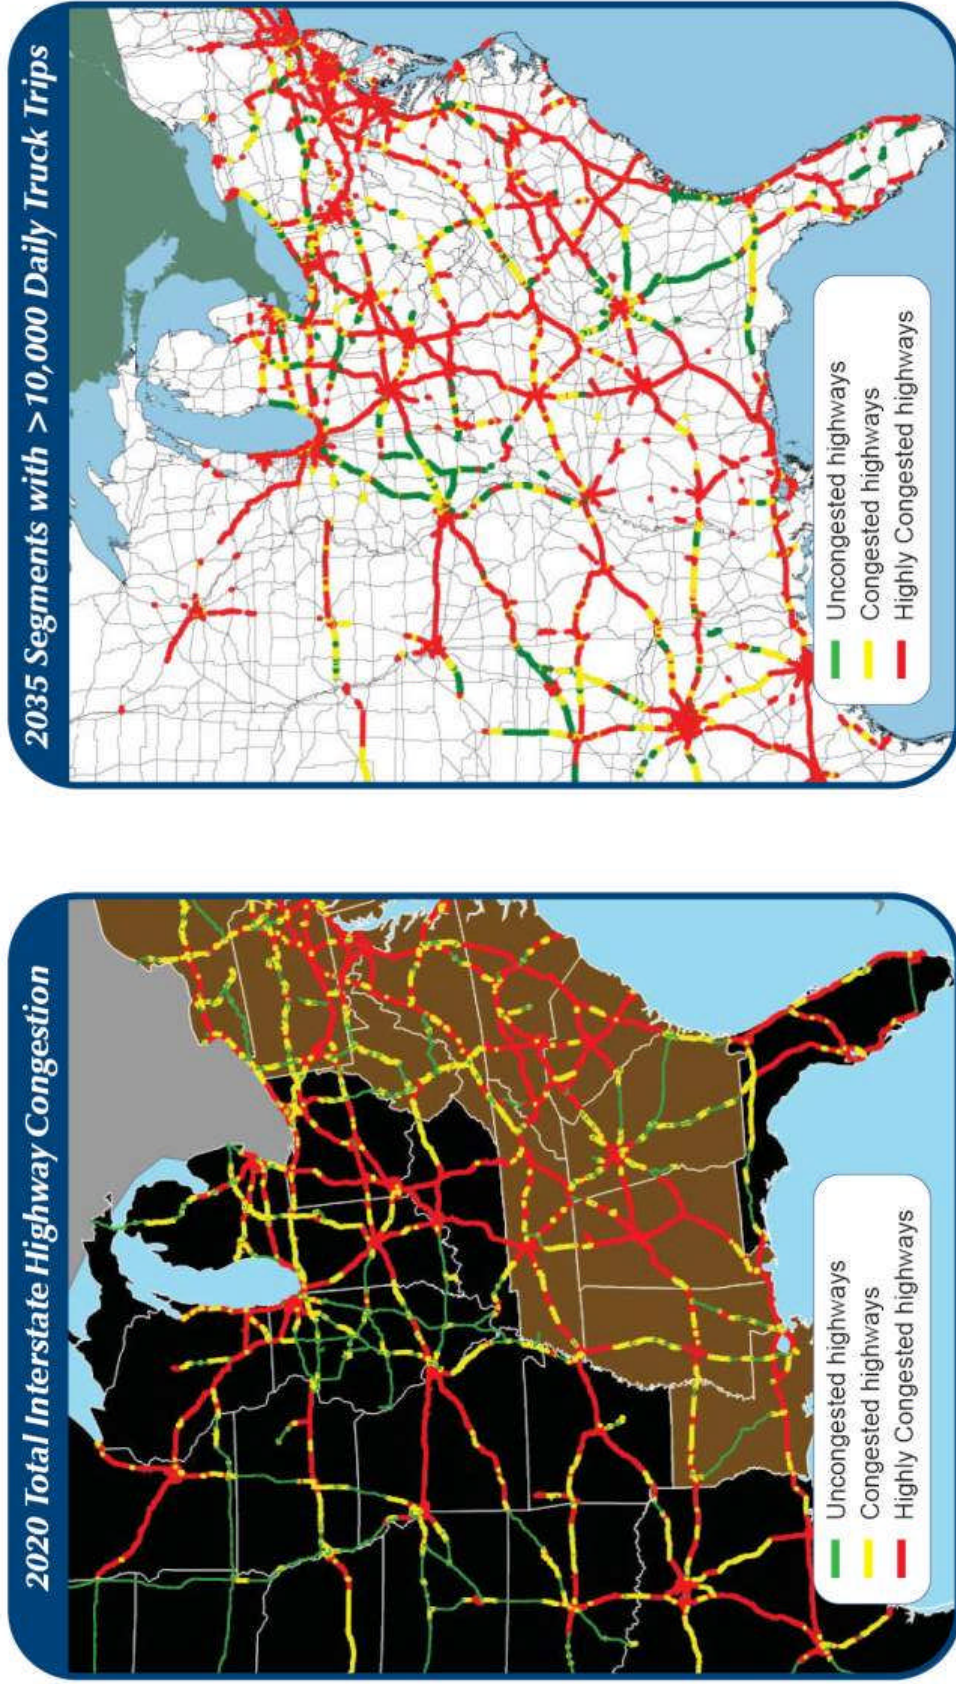 2020 Total Interstate Highway Congestion
Uncongested highways
Congested highways
Highly Congested highways
2035 Segments with >10,000 Daily Truck Trips
Uncongested highways
Congested highways
Highly Congested highways